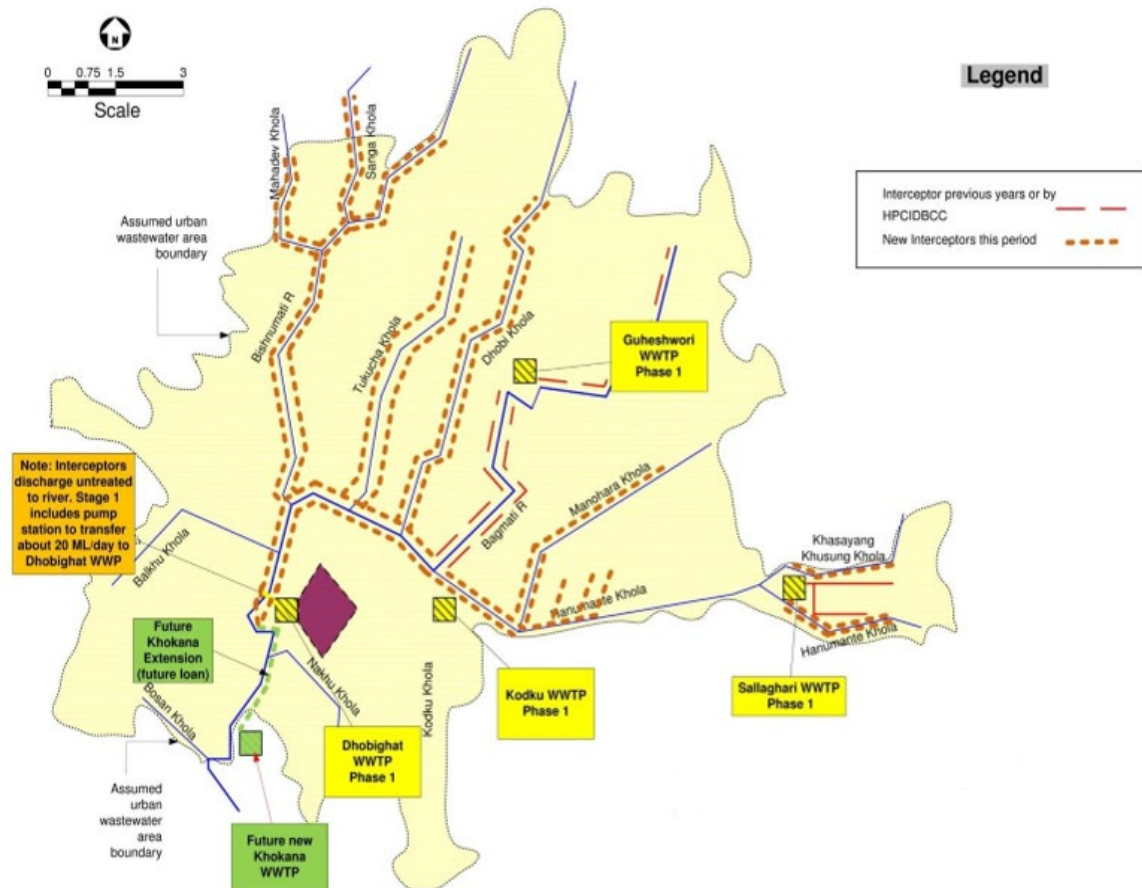 N
0 0.75 1.5 3
Scale
Legend
Interceptor previous years or by
HPCIDBCC
New Interceptors this period
Mahadev Khola
Sanga Khola
Assumed urban
wastewater area
boundary
Bishnumati R
Tukucha Khola
Dhobi Khola
Guheshwori
WWTP
Phase 1
Note: Interceptors
discharge untreated
to river. Stage 1
includes pump
station to transfer
about 20 ML/day to
Dhobighat WWP
Balkhu Khola
Bagmati R
Manohara Khola
Hanumante Khola
Khasayang
Khusung Khola
Hanumante Khola
Sallaghari WWTP
Phase 1
Future
Khokana
Extension
(future loan)
Nakhu Khola
Kodku Khola
Kodku WWTP
Phase 1
Bosan Khola
Dhobighat
WWTP
Phase 1
Assumed
urban
wastewater
area
boundary
Future new
Khokana
WWTP